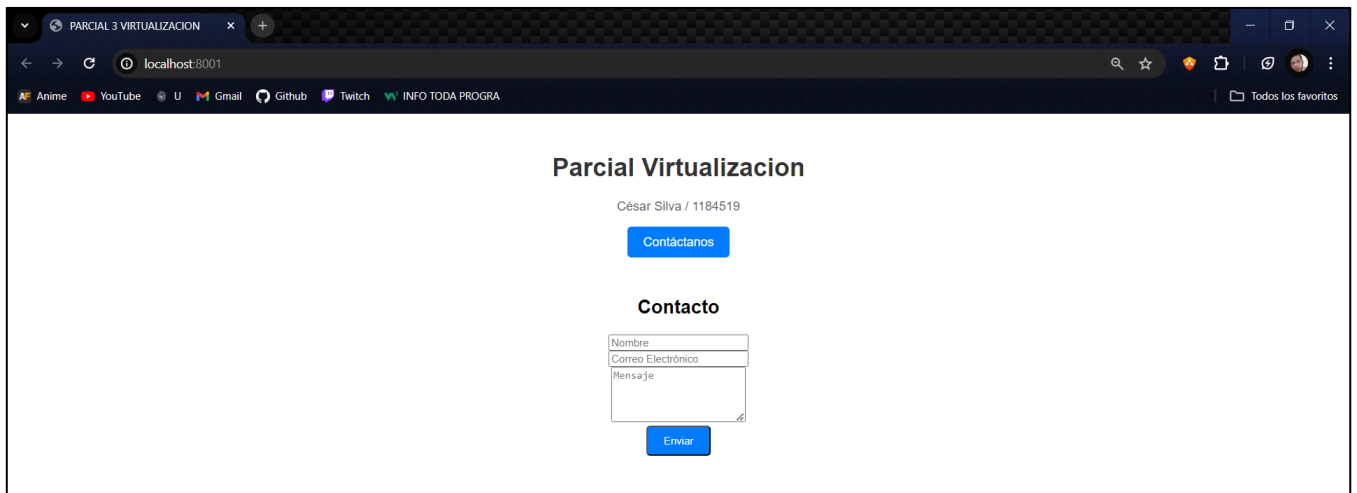 PARCIAL 3 VIRTUALIZACION
localhost:8001
Anime YouTube U Gmail Github Twitch INFO TODA PROGRA Todos los favoritos
Parcial Virtualizacion
César Silva / 1184519
Contáctanos
Contacto
Nombre
Correo Electrónico
Mensaje
Enviar